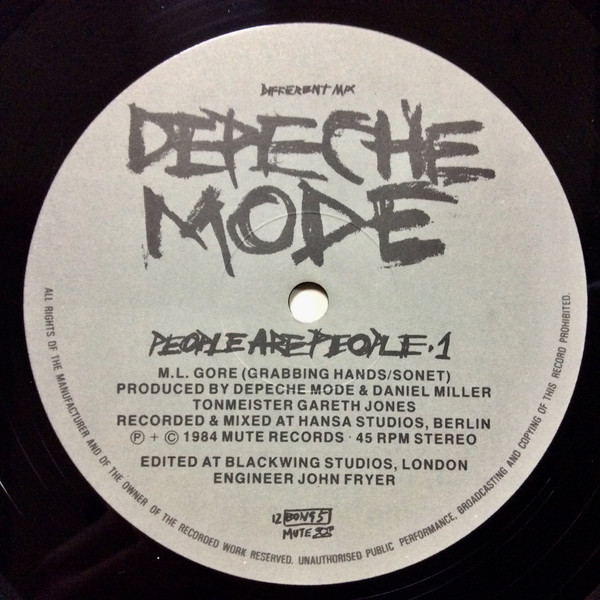 DIFFERENT MIX
DEPECHE
MODE
PEOPLE ARE PEOPLE·1
M.L. GORE (GRABBING HANDS/SONET)
PRODUCED BY DEPECHE MODE & DANIEL MILLER
TONMEISTER GARETH JONES
RECORDED & MIXED AT HANSA STUDIOS, BERLIN
Ⓟ + © 1984 MUTE RECORDS · 45 RPM STEREO
EDITED AT BLACKWING STUDIOS, LONDON
ENGINEER JOHN FRYER
12 BONG 5
MUTE
ALL RIGHTS OF THE MANUFACTURER AND OF THE OWNER OF THE RECORDED WORK RESERVED. UNAUTHORISED PUBLIC PERFORMANCE, BROADCASTING AND COPYING OF THIS RECORD PROHIBITED.